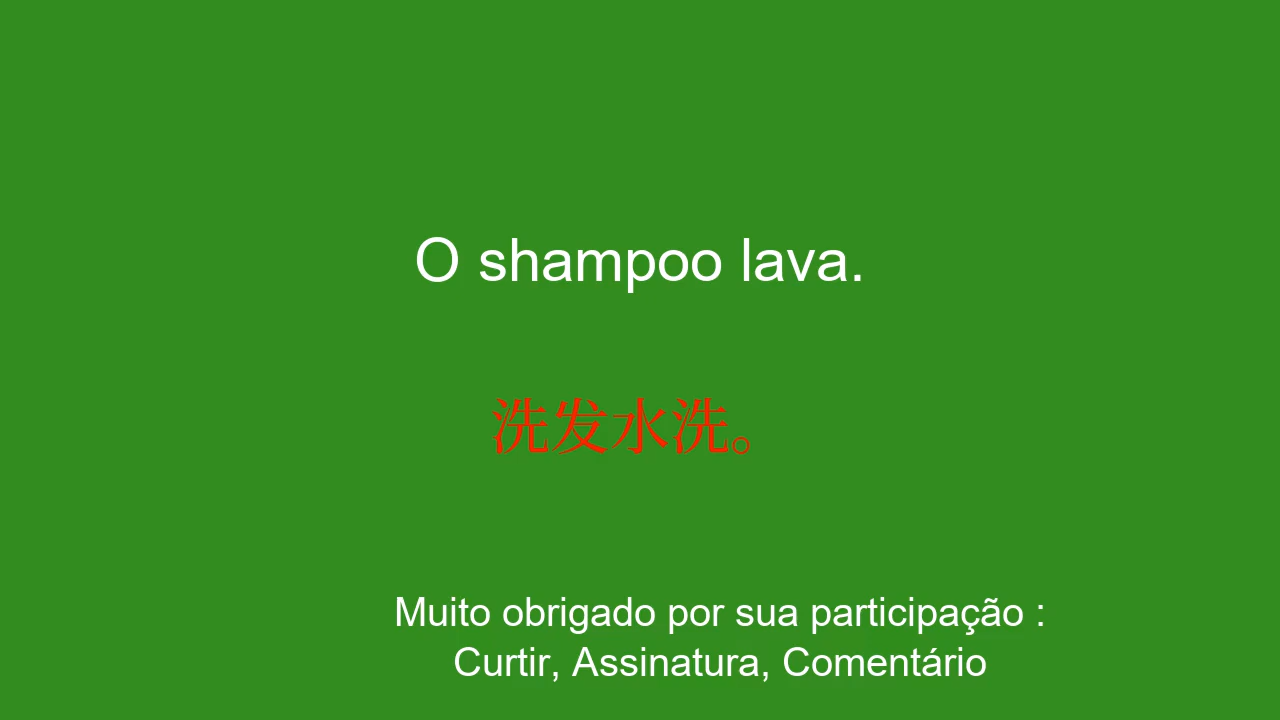 O shampoo lava.
洗发水洗。
Muito obrigado por sua participação :
Curtir, Assinatura, Comentário